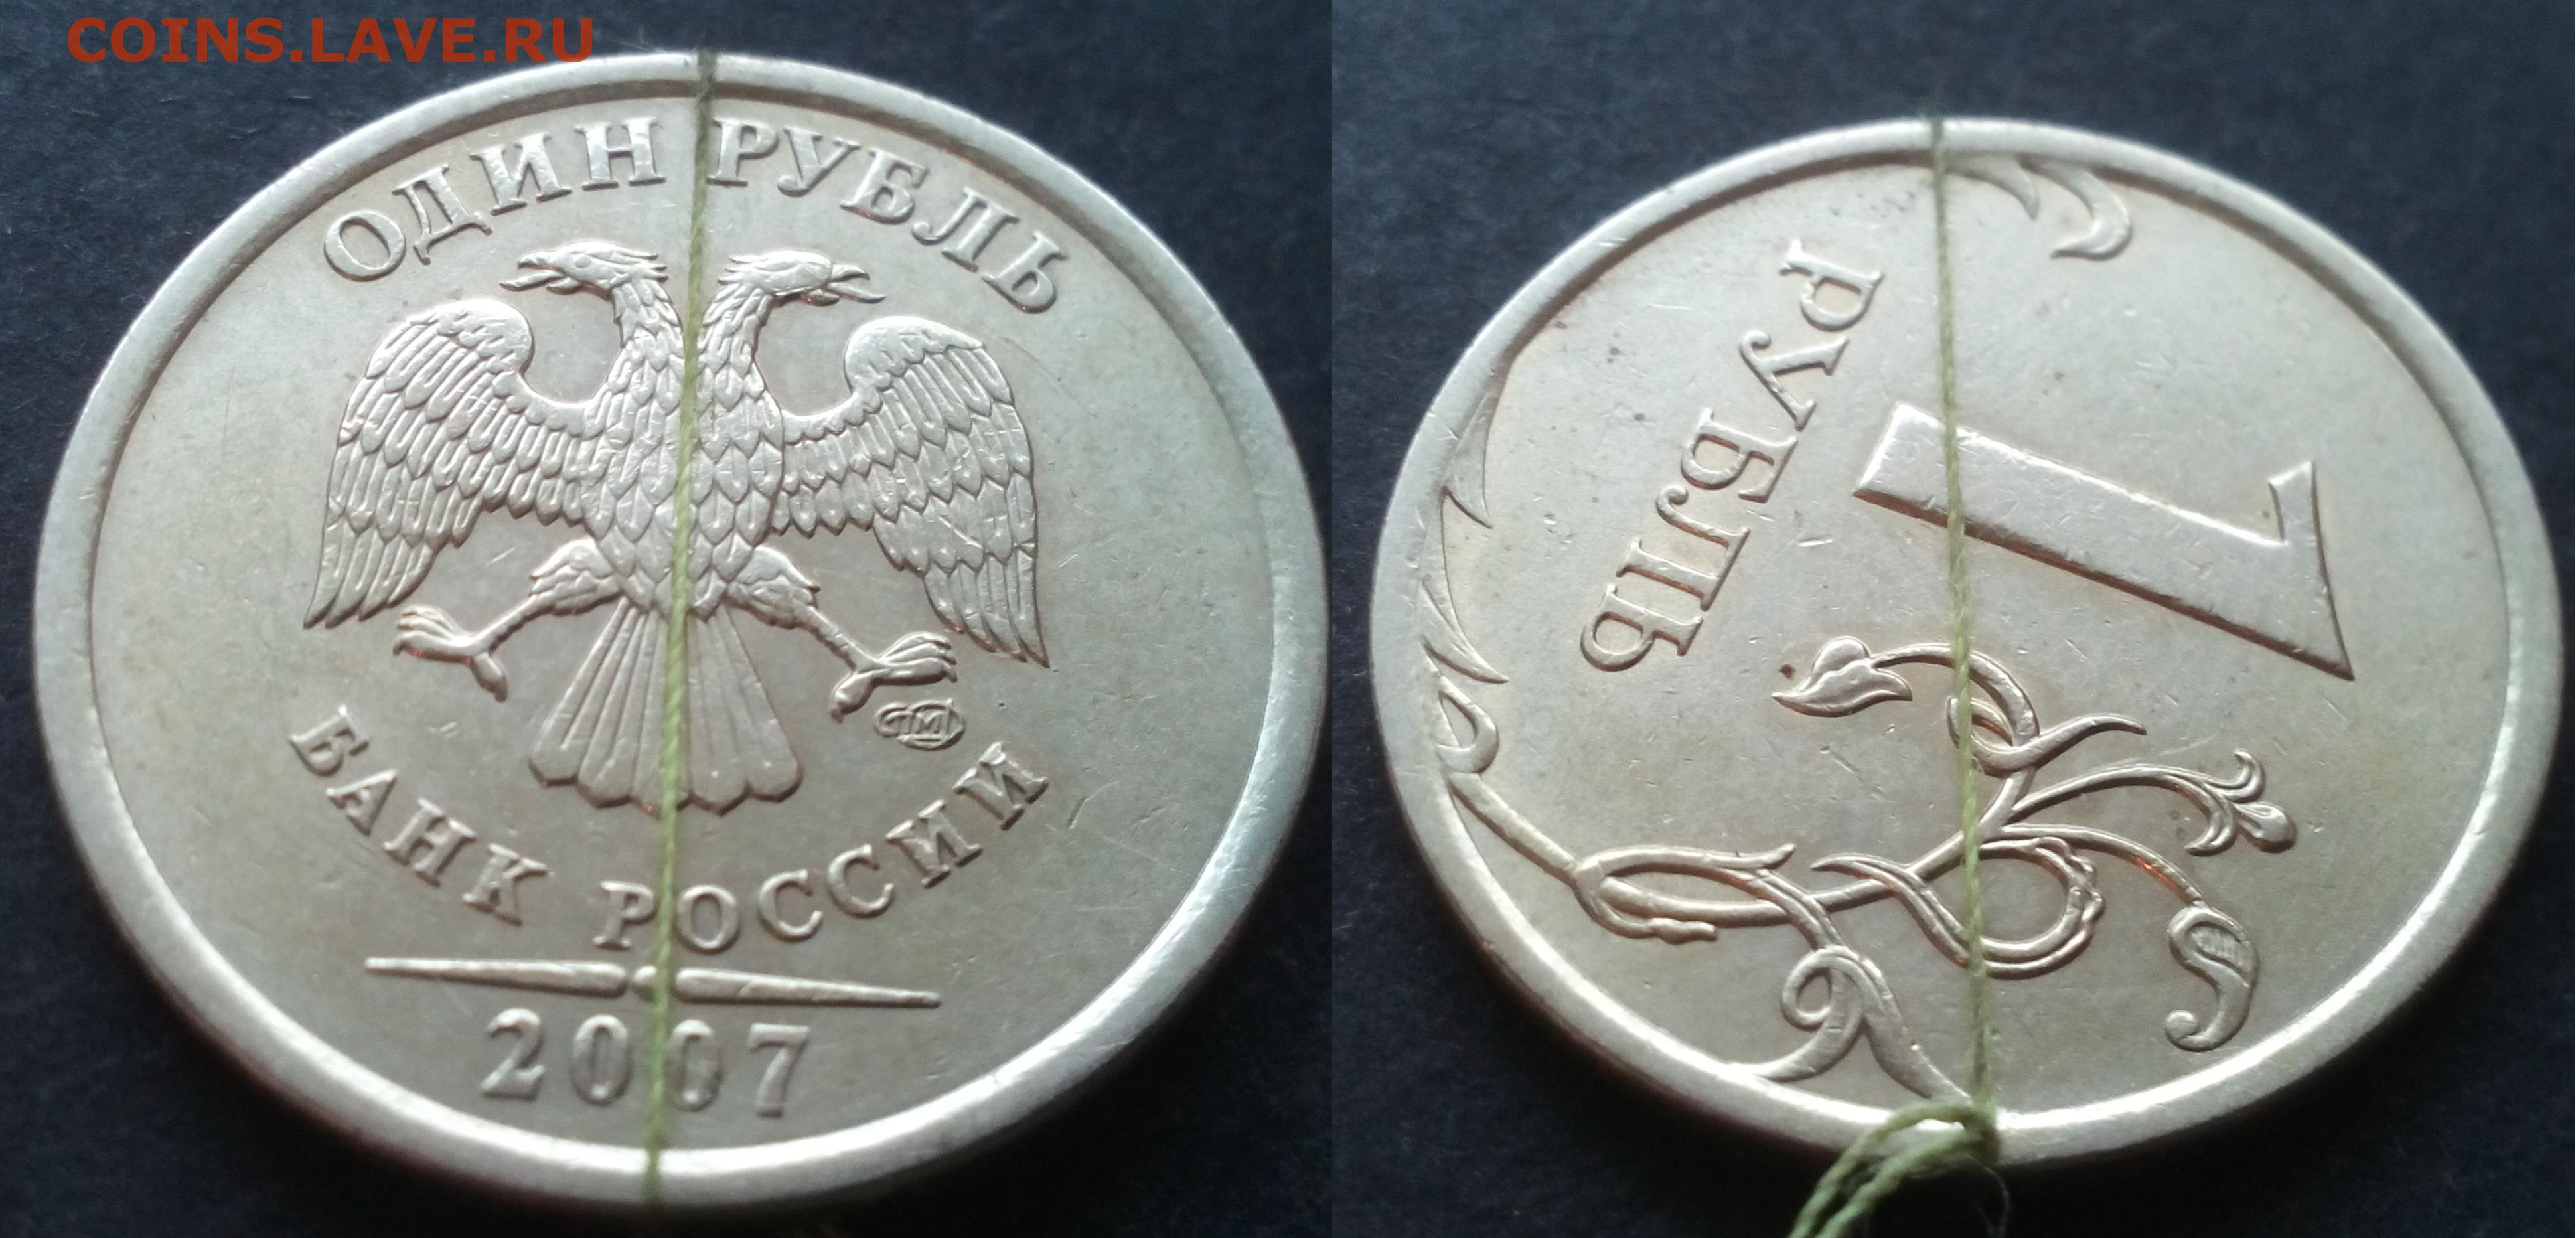 COINS.LAVE.RU
ОДИН РУБЛЬ
СПМД
БАНК РОССИИ
2007
1
РУБЛЬ